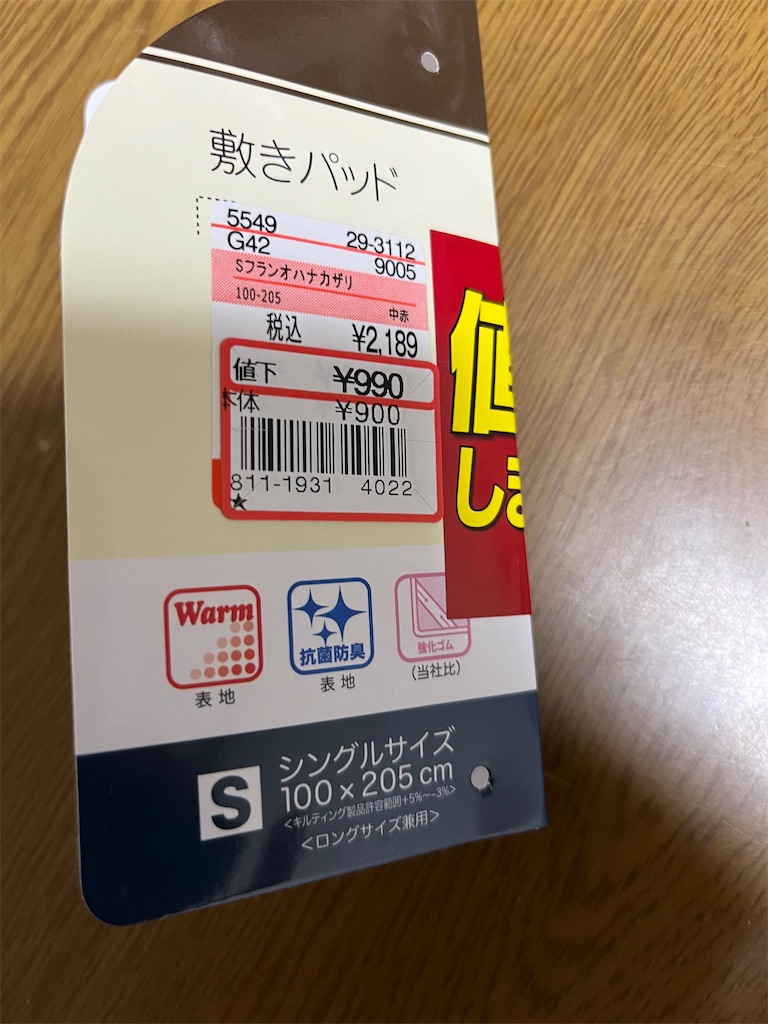 敷きパッド
5549
G42 29-3112
9005
Sフランオハナカザリ
100-205 中赤
税込 ¥2,189
値下 ¥990
本体 ¥900
811-1931 4022
★
しま
Warm
表地
抗菌防臭
表地
強化ゴム
(当社比)
S
シングルサイズ
100×205cm
<キルティング製品許容範囲+5%～-3%>
<ロングサイズ兼用>